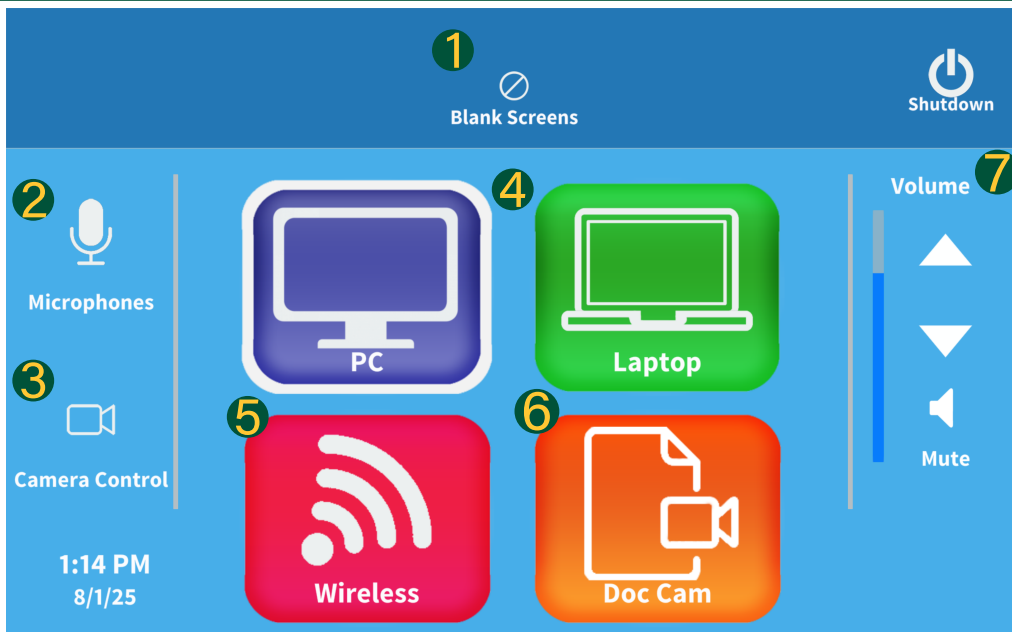 1
Blank Screens
Shutdown
2
Microphones
3
Camera Control
1:14 PM
8/1/25
PC
4
Laptop
5
Wireless
6
Doc Cam
7
Volume
Mute